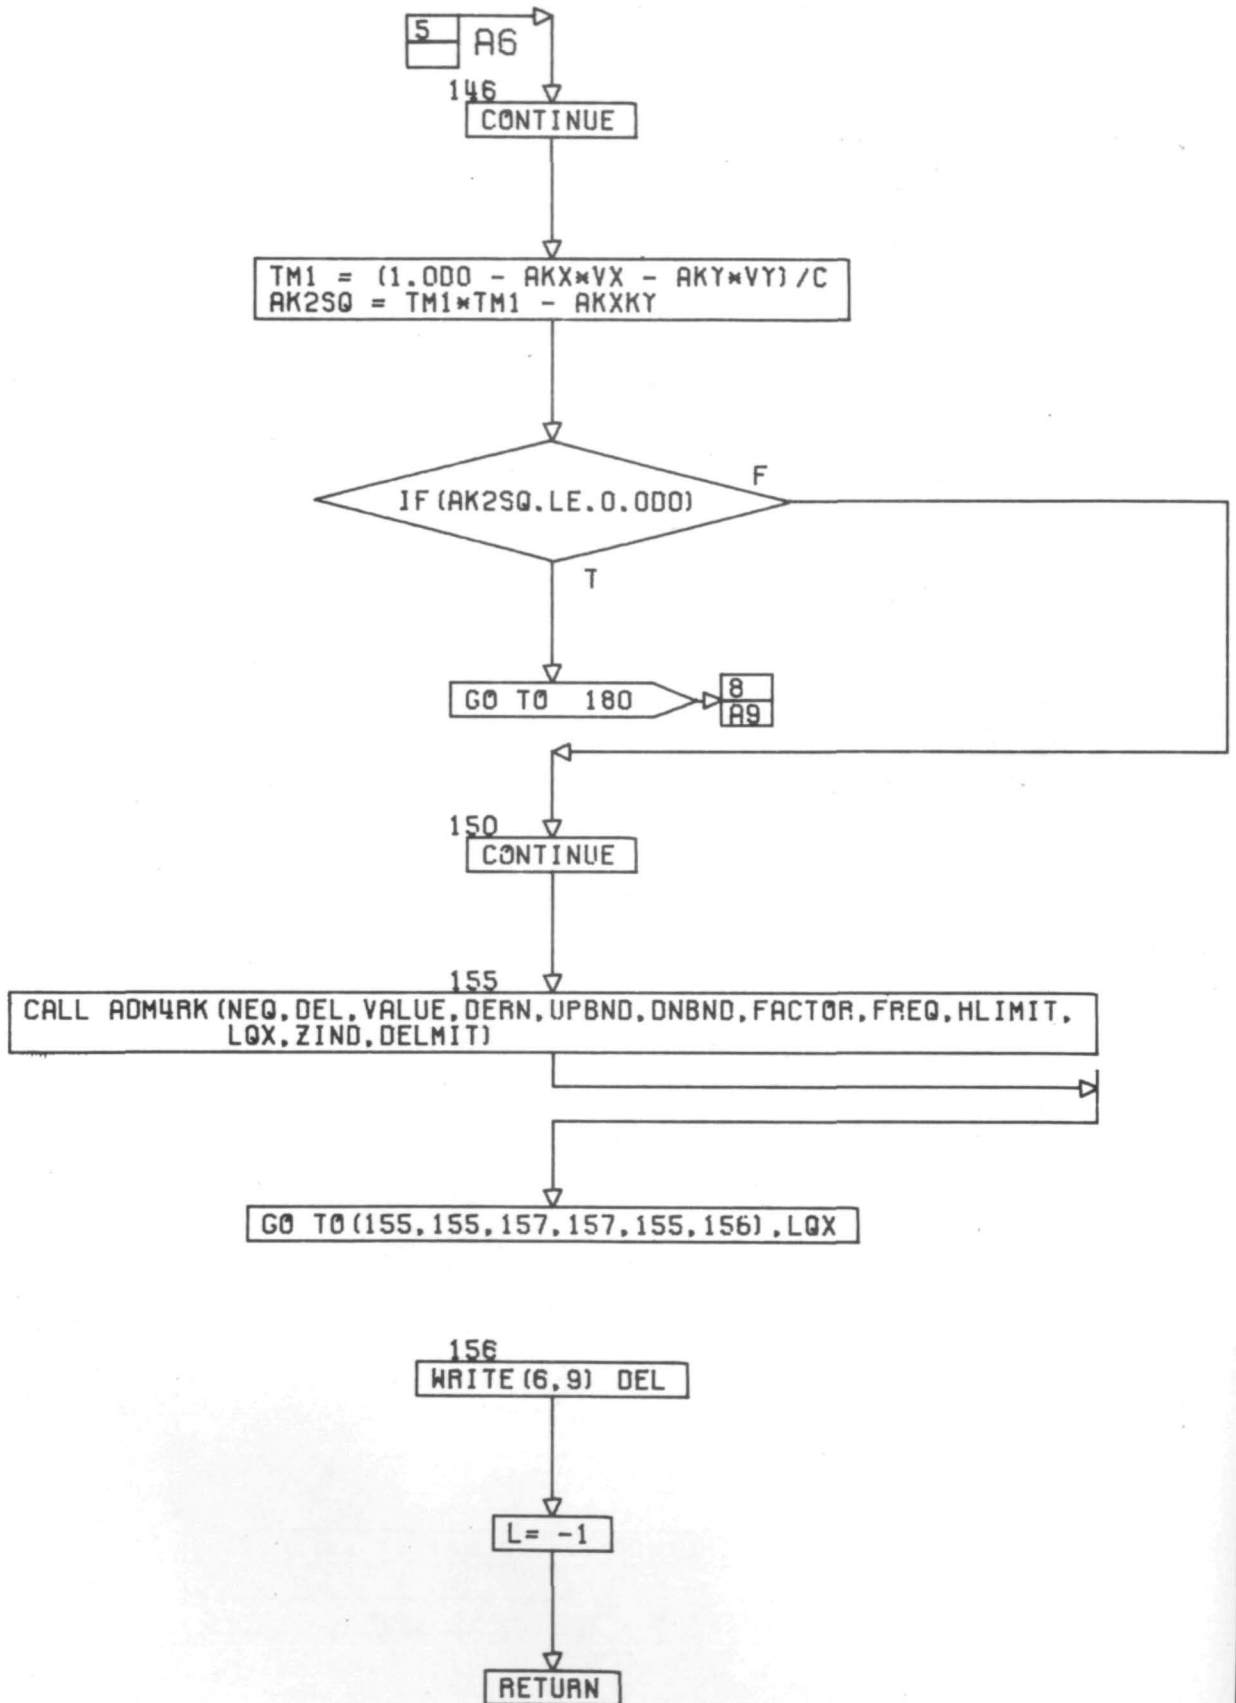 5
A6
146
CONTINUE
TM1 = (1.0D0 - AKX*VX - AKY*VY)/C
AK2SQ = TM1*TM1 - AKXKY
IF(AK2SQ.LE.0.0D0)
F
T
GO TO 180
8
A9
150
CONTINUE
155
CALL ADM4RK(NEQ,DEL,VALUE,DERN,UPBND,DNBND,FACTOR,FREQ,HLIMIT,
LQX,ZIND,DELMIT)
GO TO(155,155,157,157,155,156),LQX
156
WRITE(6,9) DEL
L= -1
RETURN